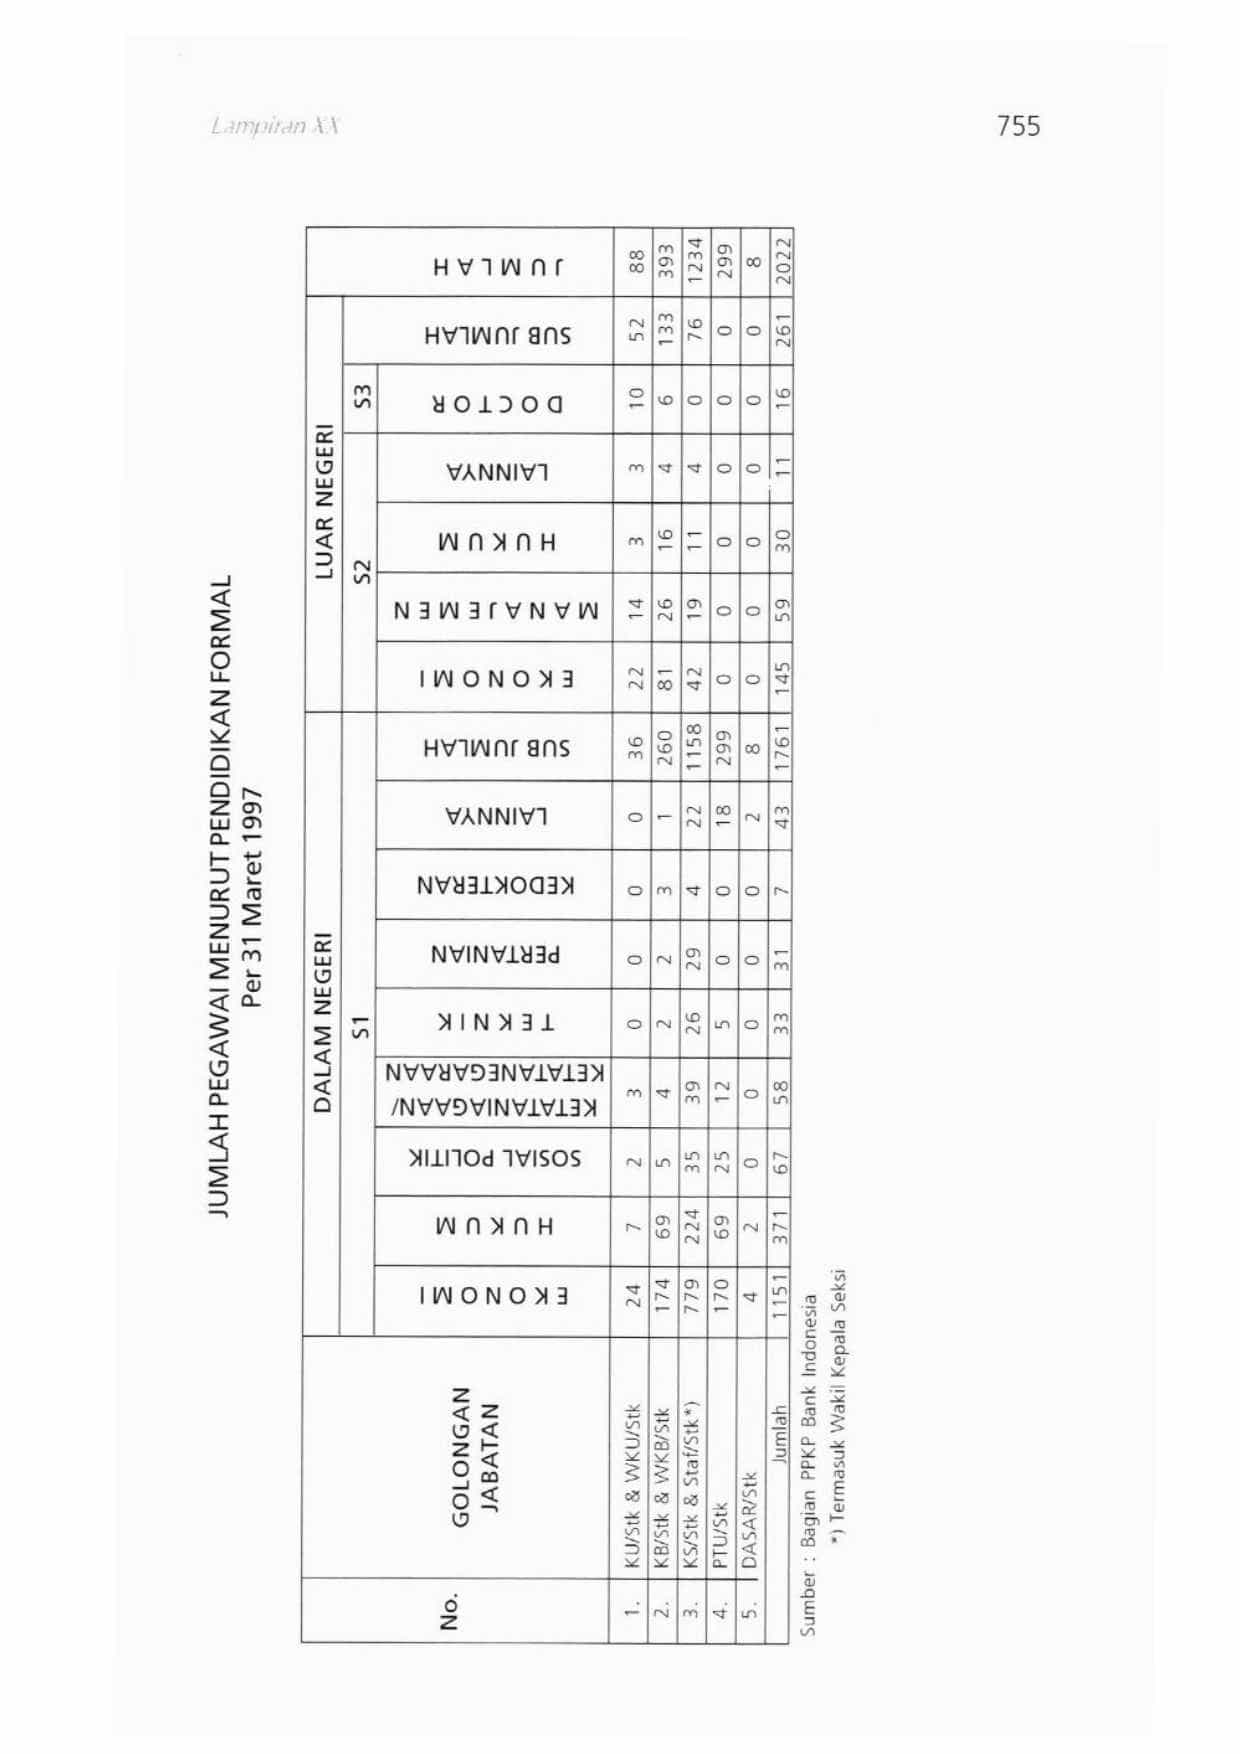 Lampiran XX
755
JUMLAH PEGAWAI MENURUT PENDIDIKAN FORMAL
Per 31 Maret 1997
No. GOLONGAN JABATAN DALAM NEGERI LUAR NEGERI JUMLAH
S1 S2 S3 SUB JUMLAH
EKONOMI HUKUM SOSIAL POLITIK KETATANIAGAAN/ KETATANEGARAAN TEKNIK PERTANIAN KEDOKTERAN LAINNYA SUB JUMLAH EKONOMI MANAJEMEN HUKUM LAINNYA DOCTOR
1. KU/Stk & WKU/Stk 24 7 2 3 0 0 0 0 36 22 14 3 3 10 52 88
2. KB/Stk & WKB/Stk 174 69 5 4 2 2 3 1 260 81 26 16 4 6 133 393
3. KS/Stk & Staf/Stk*) 779 224 35 39 26 29 4 22 1158 42 19 11 4 0 76 1234
4. PTU/Stk 170 69 25 12 5 0 0 18 299 0 0 0 0 0 0 299
5. DASAR/Stk 4 2 0 0 0 0 0 2 8 0 0 0 0 0 0 8
Jumlah 1151 371 67 58 33 31 7 43 1761 145 59 30 11 16 261 2022
Sumber : Bagian PPKP Bank Indonesia
*) Termasuk Wakil Kepala Seksi